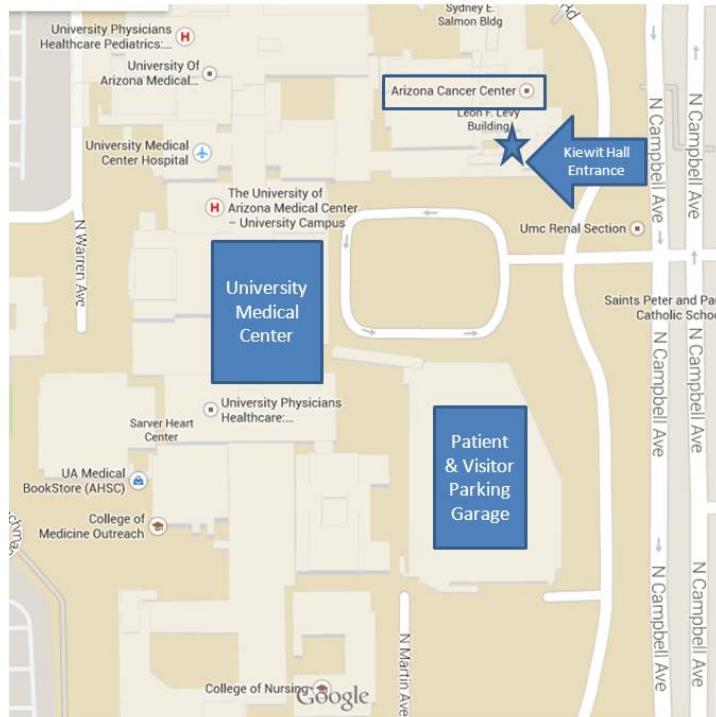 Sydney E.
Salmon Bldg
Rd
University Physicians
Healthcare Pediatrics:...
University Of
Arizona Medical...
Arizona Cancer Center
Leon F. Levy
Building
Kiewit Hall
Entrance
University Medical
Center Hospital
The University of
Arizona Medical Center
– University Campus
Umc Renal Section
N Warren Ave
N Campbell Ave
N Campbell Ave
University
Medical
Center
Saints Peter and Pau
Catholic Schoo
N Campbell Ave
N Campbell Ave
University Physicians
Healthcare:...
Sarver Heart
Center
Patient
& Visitor
Parking
Garage
UA Medical
BookStore (AHSC)
College of
Medicine Outreach
N Campbell Ave
N Campbell Ave
N Martin Ave
College of Nursing
Google